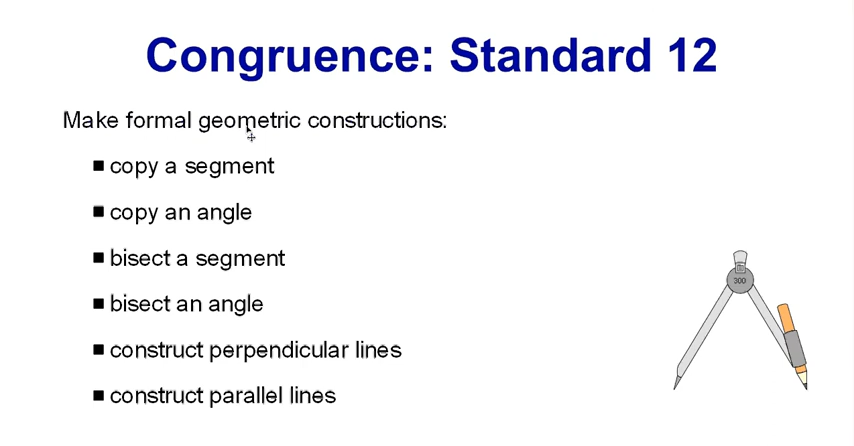 Congruence: Standard 12
Make formal geometric constructions:
■ copy a segment
■ copy an angle
■ bisect a segment
■ bisect an angle
■ construct perpendicular lines
■ construct parallel lines
300